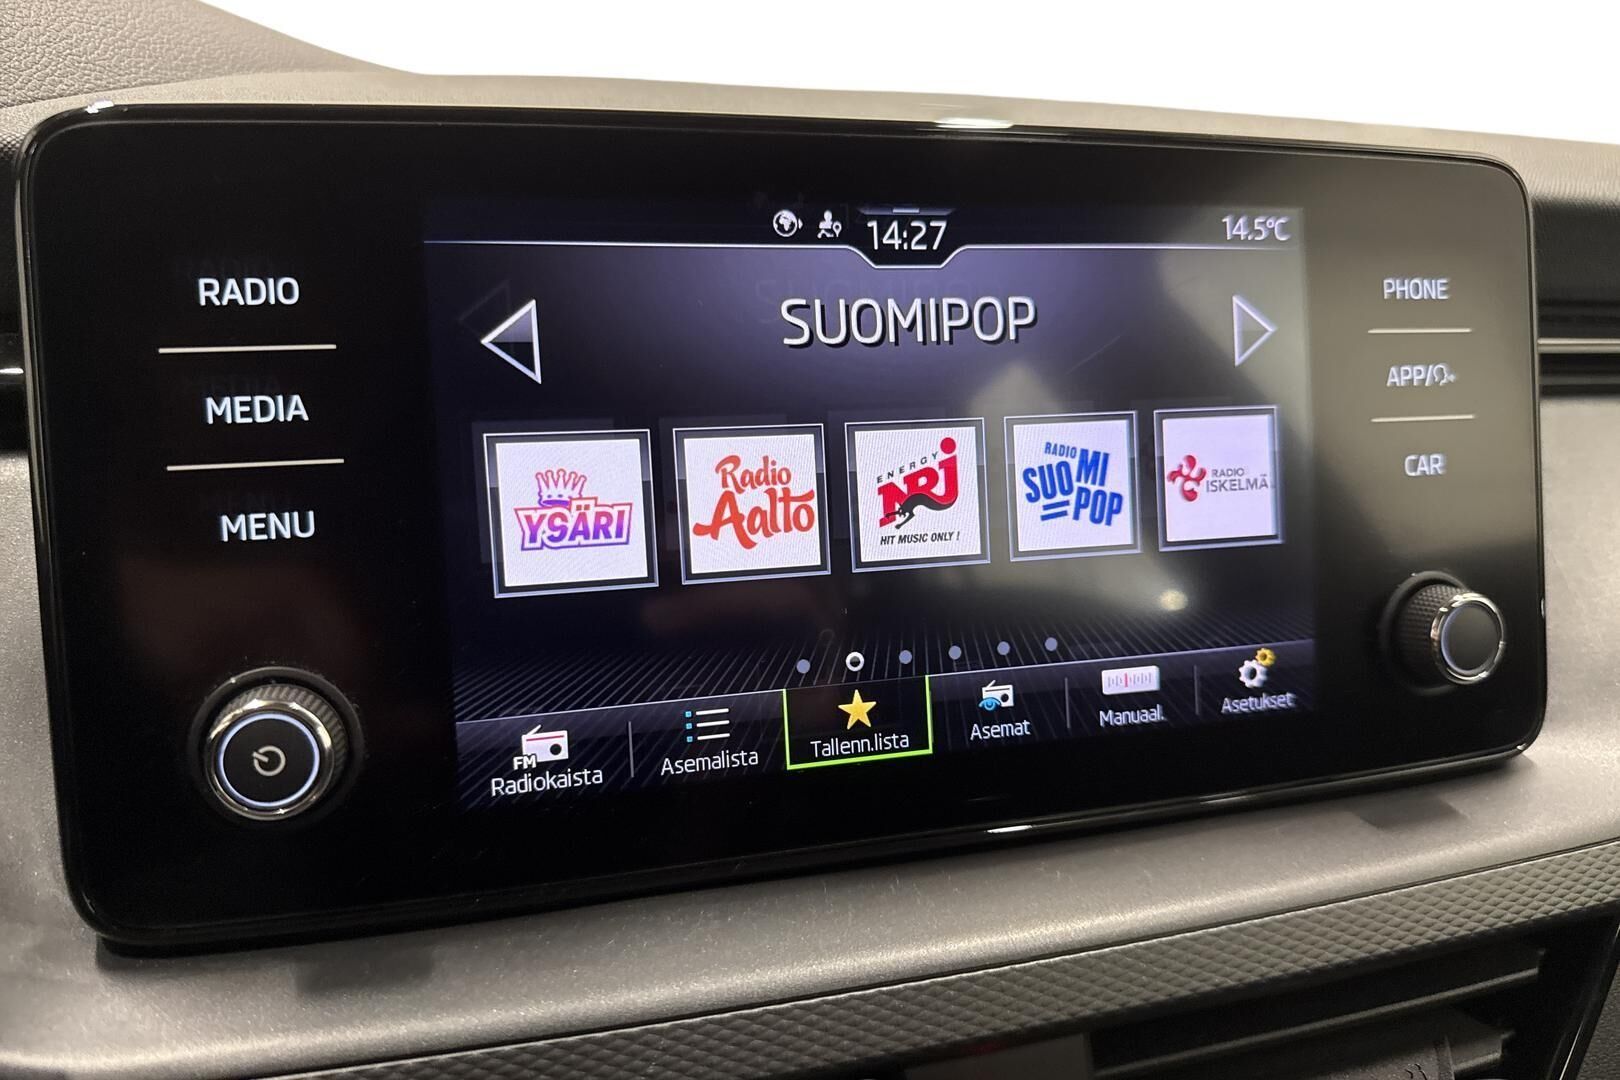 14:27
14.5°C
RADIO
MEDIA
MENU
SUOMIPOP
PHONE
APP/
CAR
YSÄRI
Radio
Aalto
ENERGY
NRJ
HIT MUSIC ONLY !
RADIO
SUOMI
POP
RADIO
ISKELMÄ
FM
Radiokaista
Asemalista
Tallenn.lista
Asemat
Manuaal.
Asetukset